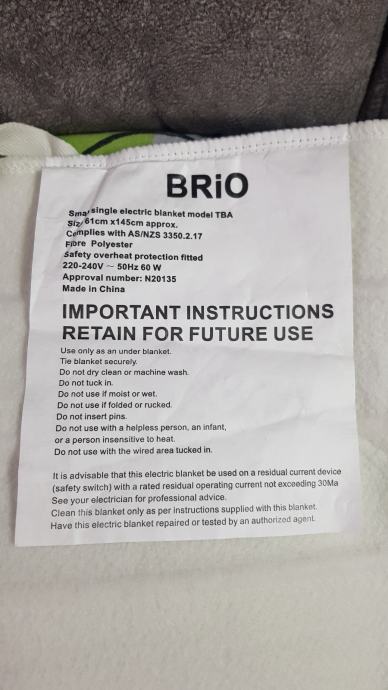 BRiO
Small single electric blanket model TBA
Size 61cm x145cm approx.
Complies with AS/NZS 3350.2.17
Fibre Polyester
Safety overheat protection fitted
220-240V ~ 50Hz 60 W
Approval number: N20135
Made in China
IMPORTANT INSTRUCTIONS
RETAIN FOR FUTURE USE
Use only as an under blanket.
Tie blanket securely.
Do not dry clean or machine wash.
Do not tuck in.
Do not use if moist or wet.
Do not use if folded or rucked.
Do not insert pins.
Do not use with a helpless person, an infant,
or a person insensitive to heat.
Do not use with the wired area tucked in.
It is advisable that this electric blanket be used on a residual current device
(safety switch) with a rated residual operating current not exceeding 30Ma
See your electrician for professional advice.
Clean this blanket only as per instructions supplied with this blanket.
Have this electric blanket repaired or tested by an authorized agent.